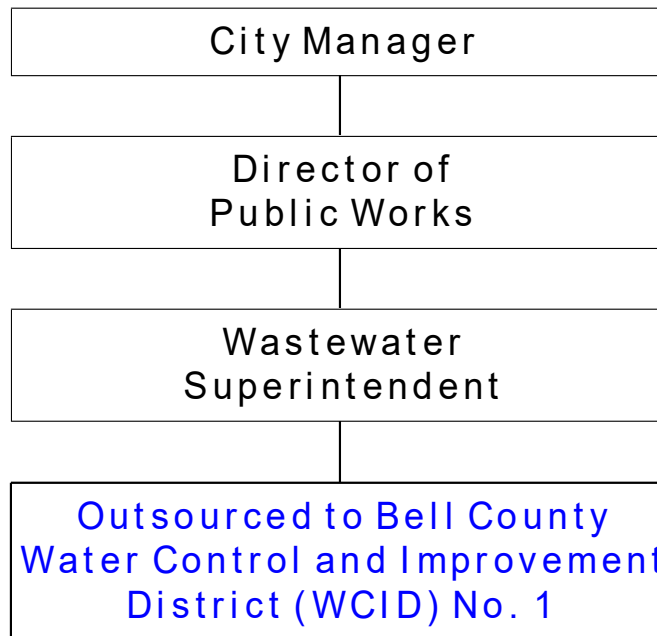 City Manager
Director of
Public Works
Wastewater
Superintendent
Outsourced to Bell County
Water Control and Improvement
District (WCID) No. 1